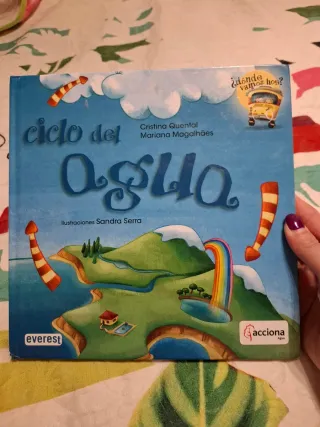 ¿dónde
vamos hoy?
Cristina Quental
Mariana Magalhães
ciclo del
agua
Ilustraciones Sandra Serra
everest
acciona